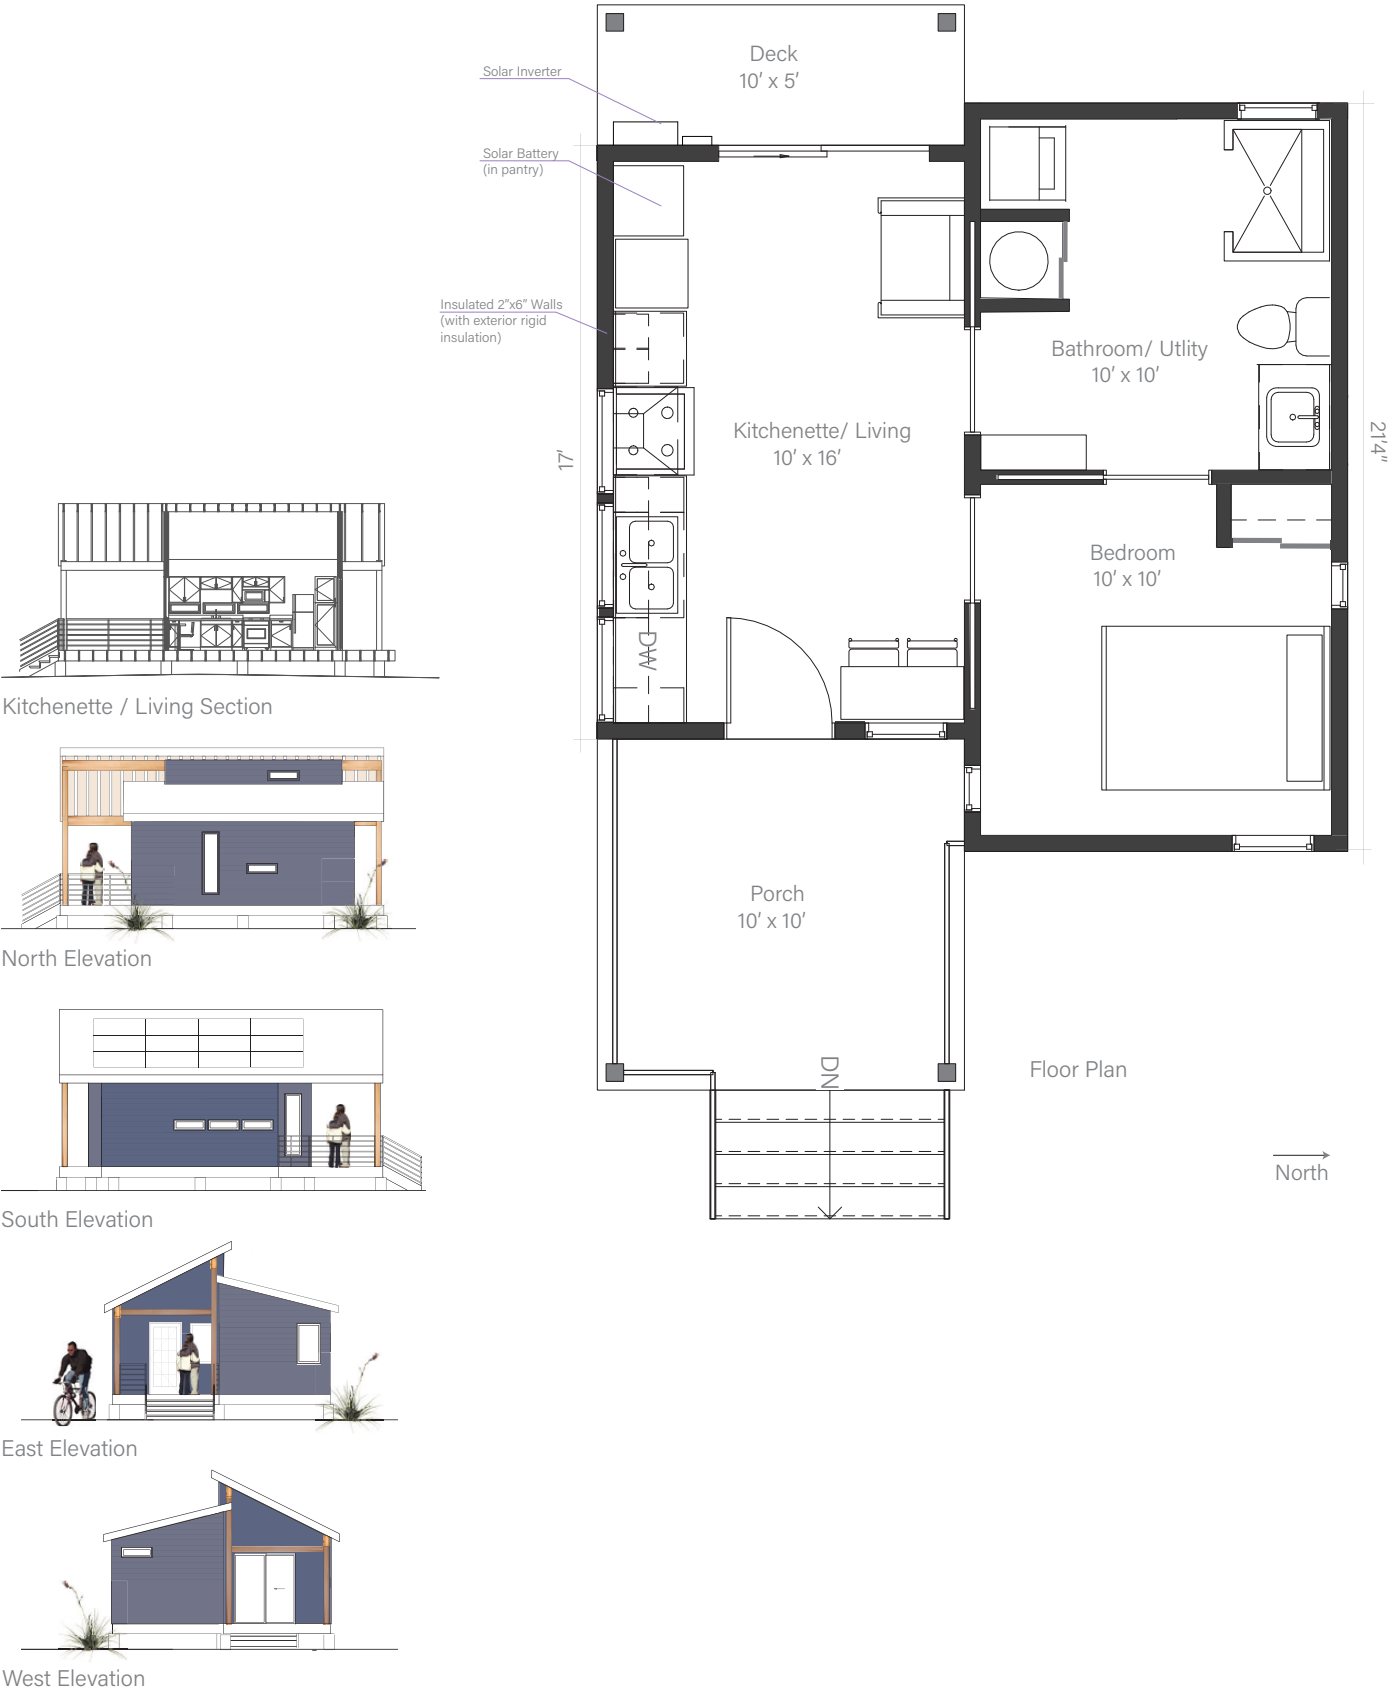 Deck
10’ x 5’
Solar Inverter
Solar Battery
(in pantry)
Insulated 2”x6” Walls
(with exterior rigid
insulation)
Bathroom/ Utlity
10’ x 10’
Kitchenette/ Living
10’ x 16’
17’
21’4”
Bedroom
10’ x 10’
DW
Porch
10’ x 10’
DN
Floor Plan
North
Kitchenette / Living Section
North Elevation
South Elevation
East Elevation
West Elevation